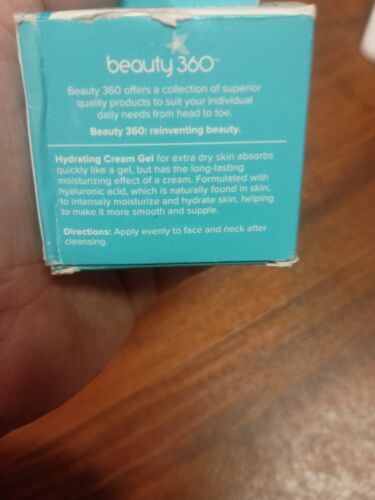 beauty 360™
Beauty 360 offers a collection of superior
quality products to suit your individual
daily needs from head to toe.
Beauty 360: reinventing beauty.
Hydrating Cream Gel for extra dry skin absorbs
quickly like a gel, but has the long-lasting
moisturizing effect of a cream. Formulated with
hyaluronic acid, which is naturally found in skin,
to intensely moisturize and hydrate skin, helping
to make it more smooth and supple.
Directions: Apply evenly to face and neck after
cleansing.